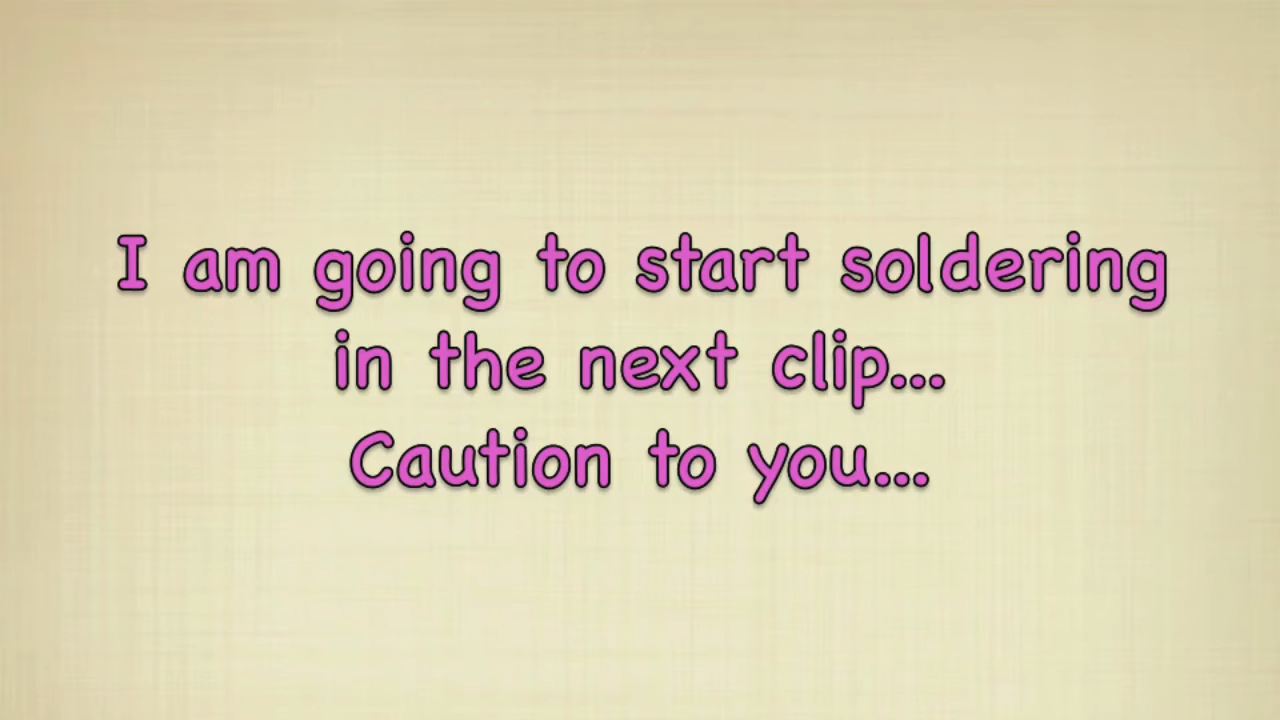 I am going to start soldering
in the next clip...
Caution to you...